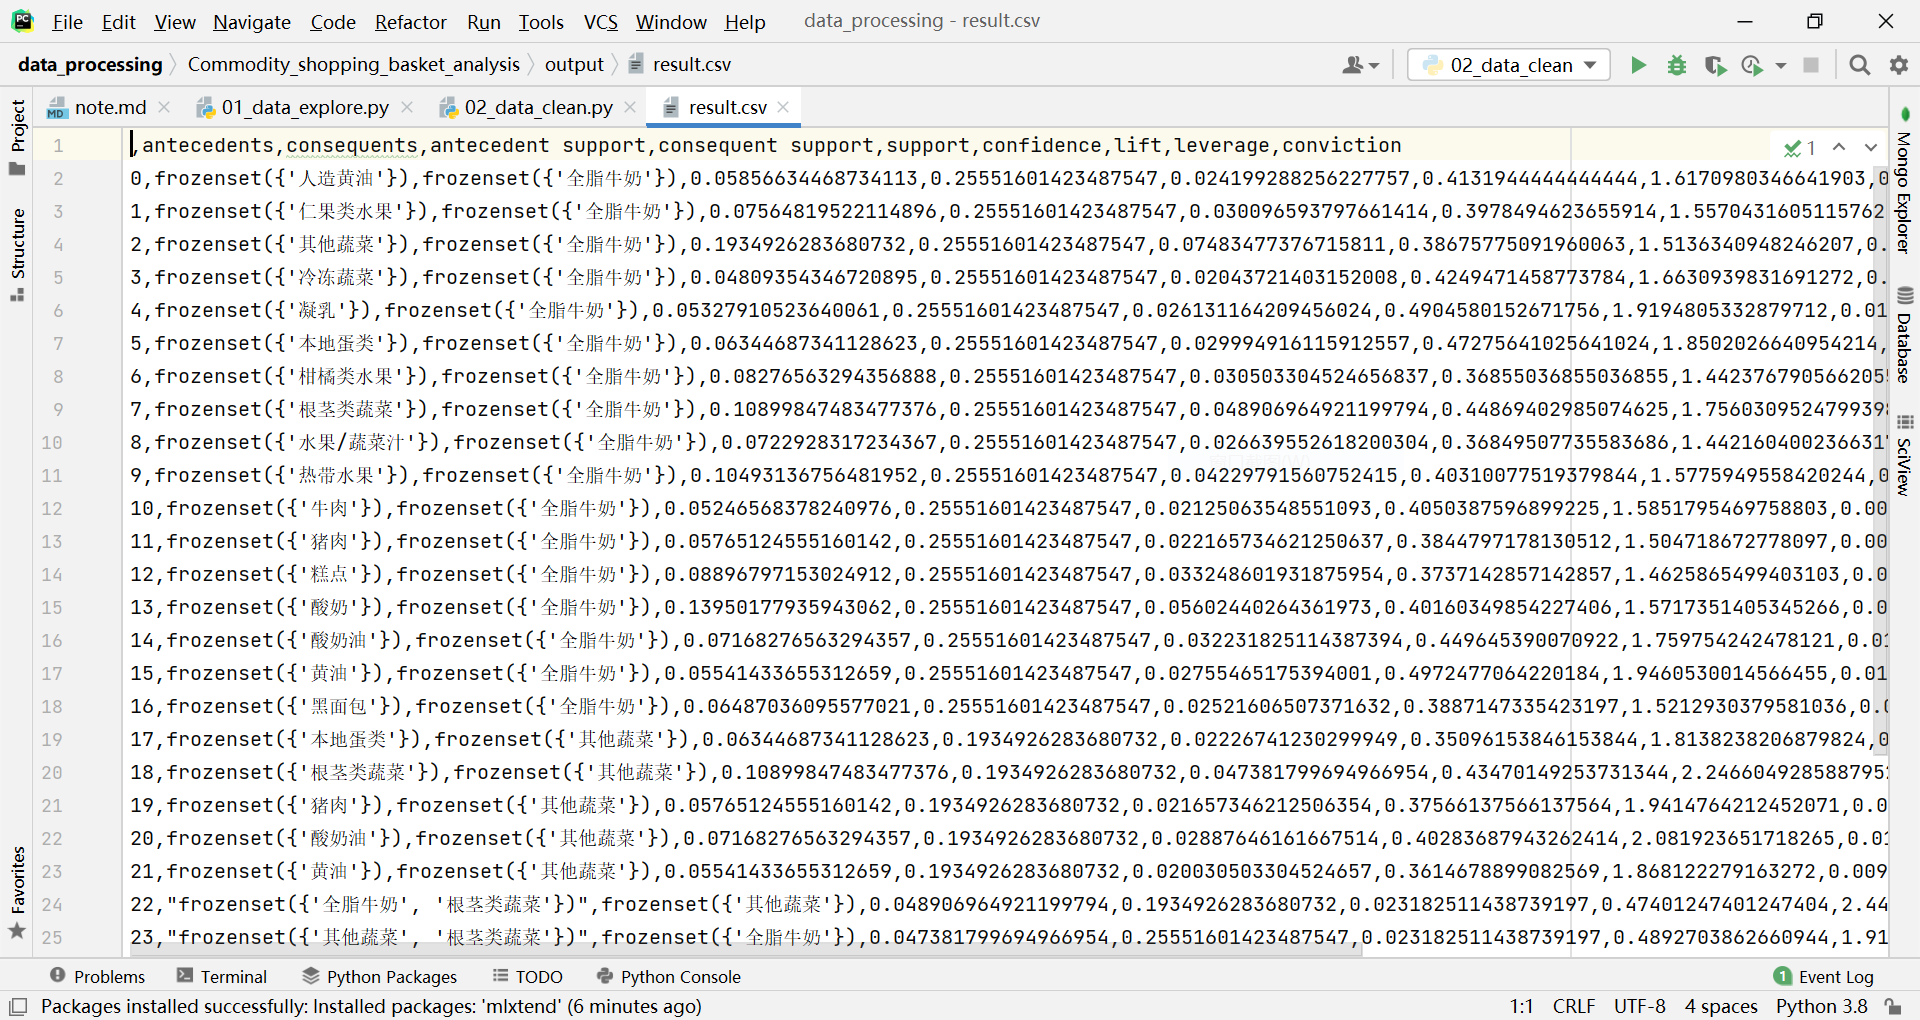 PC File Edit View Navigate Code Refactor Run Tools VCS Window Help data_processing - result.csv
data_processing Commodity_shopping_basket_analysis output result.csv 02_data_clean
note.md 01_data_explore.py 02_data_clean.py result.csv
Project
Structure
Favorites
1 ,antecedents,consequents,antecedent support,consequent support,support,confidence,lift,leverage,conviction 1
2 0,frozenset({'人造黄油'}),frozenset({'全脂牛奶'}),0.05856634468734113,0.25551601423487547,0.024199288256227757,0.4131944444444444,1.6170980346641903,0
3 1,frozenset({'仁果类水果'}),frozenset({'全脂牛奶'}),0.07564819522114896,0.25551601423487547,0.030096593797661414,0.3978494623655914,1.5570431605115762
4 2,frozenset({'其他蔬菜'}),frozenset({'全脂牛奶'}),0.1934926283680732,0.25551601423487547,0.07483477376715811,0.38675775091960063,1.5136340948246207,0.
5 3,frozenset({'冷冻蔬菜'}),frozenset({'全脂牛奶'}),0.04809354346720895,0.25551601423487547,0.02043721403152008,0.4249471458773784,1.6630939831691272,0.
6 4,frozenset({'凝乳'}),frozenset({'全脂牛奶'}),0.05327910523640061,0.25551601423487547,0.026131164209456024,0.4904580152671756,1.9194805332879712,0.01
7 5,frozenset({'本地蛋类'}),frozenset({'全脂牛奶'}),0.06344687341128623,0.25551601423487547,0.029994916115912557,0.47275641025641024,1.8502026640954214,
8 6,frozenset({'柑橘类水果'}),frozenset({'全脂牛奶'}),0.08276563294356888,0.25551601423487547,0.030503304524656837,0.36855036855036855,1.4423767905662055
9 7,frozenset({'根茎类蔬菜'}),frozenset({'全脂牛奶'}),0.10899847483477376,0.25551601423487547,0.048906964921199794,0.44869402985074625,1.756030952479939
10 8,frozenset({'水果/蔬菜汁'}),frozenset({'全脂牛奶'}),0.0722928317234367,0.25551601423487547,0.026639552618200304,0.36849507735583686,1.442160400236631
11 9,frozenset({'热带水果'}),frozenset({'全脂牛奶'}),0.10493136756481952,0.25551601423487547,0.04229791560752415,0.40310077519379844,1.5775949558420244,0
12 10,frozenset({'牛肉'}),frozenset({'全脂牛奶'}),0.05246568378240976,0.25551601423487547,0.02125063548551093,0.4050387596899225,1.5851795469758803,0.00
13 11,frozenset({'猪肉'}),frozenset({'全脂牛奶'}),0.05765124555160142,0.25551601423487547,0.022165734621250637,0.3844797178130512,1.504718672778097,0.00
14 12,frozenset({'糕点'}),frozenset({'全脂牛奶'}),0.08896797153024912,0.25551601423487547,0.033248601931875954,0.3737142857142857,1.46258654994403103,0.0
15 13,frozenset({'酸奶'}),frozenset({'全脂牛奶'}),0.13950177935943062,0.25551601423487547,0.05602440264361973,0.40160349854227406,1.5717351405345266,0.0
16 14,frozenset({'酸奶油'}),frozenset({'全脂牛奶'}),0.07168276563294357,0.25551601423487547,0.032231825114387394,0.449645390070922,1.759754242478121,0.01
17 15,frozenset({'黄油'}),frozenset({'全脂牛奶'}),0.05541433655312659,0.25551601423487547,0.02755465175394001,0.4972477064220184,1.9460530014566455,0.01
18 16,frozenset({'黑面包'}),frozenset({'全脂牛奶'}),0.06487036095577021,0.25551601423487547,0.02521606507371632,0.3887147335423197,1.5212930379581036,0.0
19 17,frozenset({'本地蛋类'}),frozenset({'其他蔬菜'}),0.06344687341128623,0.1934926283680732,0.02226741230299949,0.35096153846153844,1.8138238206879824,0
20 18,frozenset({'根茎类蔬菜'}),frozenset({'其他蔬菜'}),0.10899847483477376,0.1934926283680732,0.047381799694966954,0.43470149253731344,2.246604928588795
21 19,frozenset({'猪肉'}),frozenset({'其他蔬菜'}),0.05765124555160142,0.1934926283680732,0.021657346212506354,0.37566137566137564,1.9414764212452071,0.0
22 20,frozenset({'酸奶油'}),frozenset({'其他蔬菜'}),0.07168276563294357,0.1934926283680732,0.02887646161667514,0.40283687943262414,2.081923651718265,0.01
23 21,frozenset({'黄油'}),frozenset({'其他蔬菜'}),0.05541433655312659,0.1934926283680732,0.020030503304524657,0.3614678899082569,1.868122279163272,0.009
24 22,"frozenset({'全脂牛奶', '根茎类蔬菜'})",frozenset({'其他蔬菜'}),0.048906964921199794,0.1934926283680732,0.023182511438739197,0.47401247401247404,2.44
25 23,"frozenset({'其他蔬菜', '根茎类蔬菜'})",frozenset({'全脂牛奶'}),0.047381799694966954,0.25551601423487547,0.023182511438739197,0.4892703862660944,1.91
Mongo Explorer
Database
SciView
Problems Terminal Python Packages TODO Python Console 1 Event Log
Packages installed successfully: Installed packages: 'mlxtend' (6 minutes ago) 1:1 CRLF UTF-8 4 spaces Python 3.8